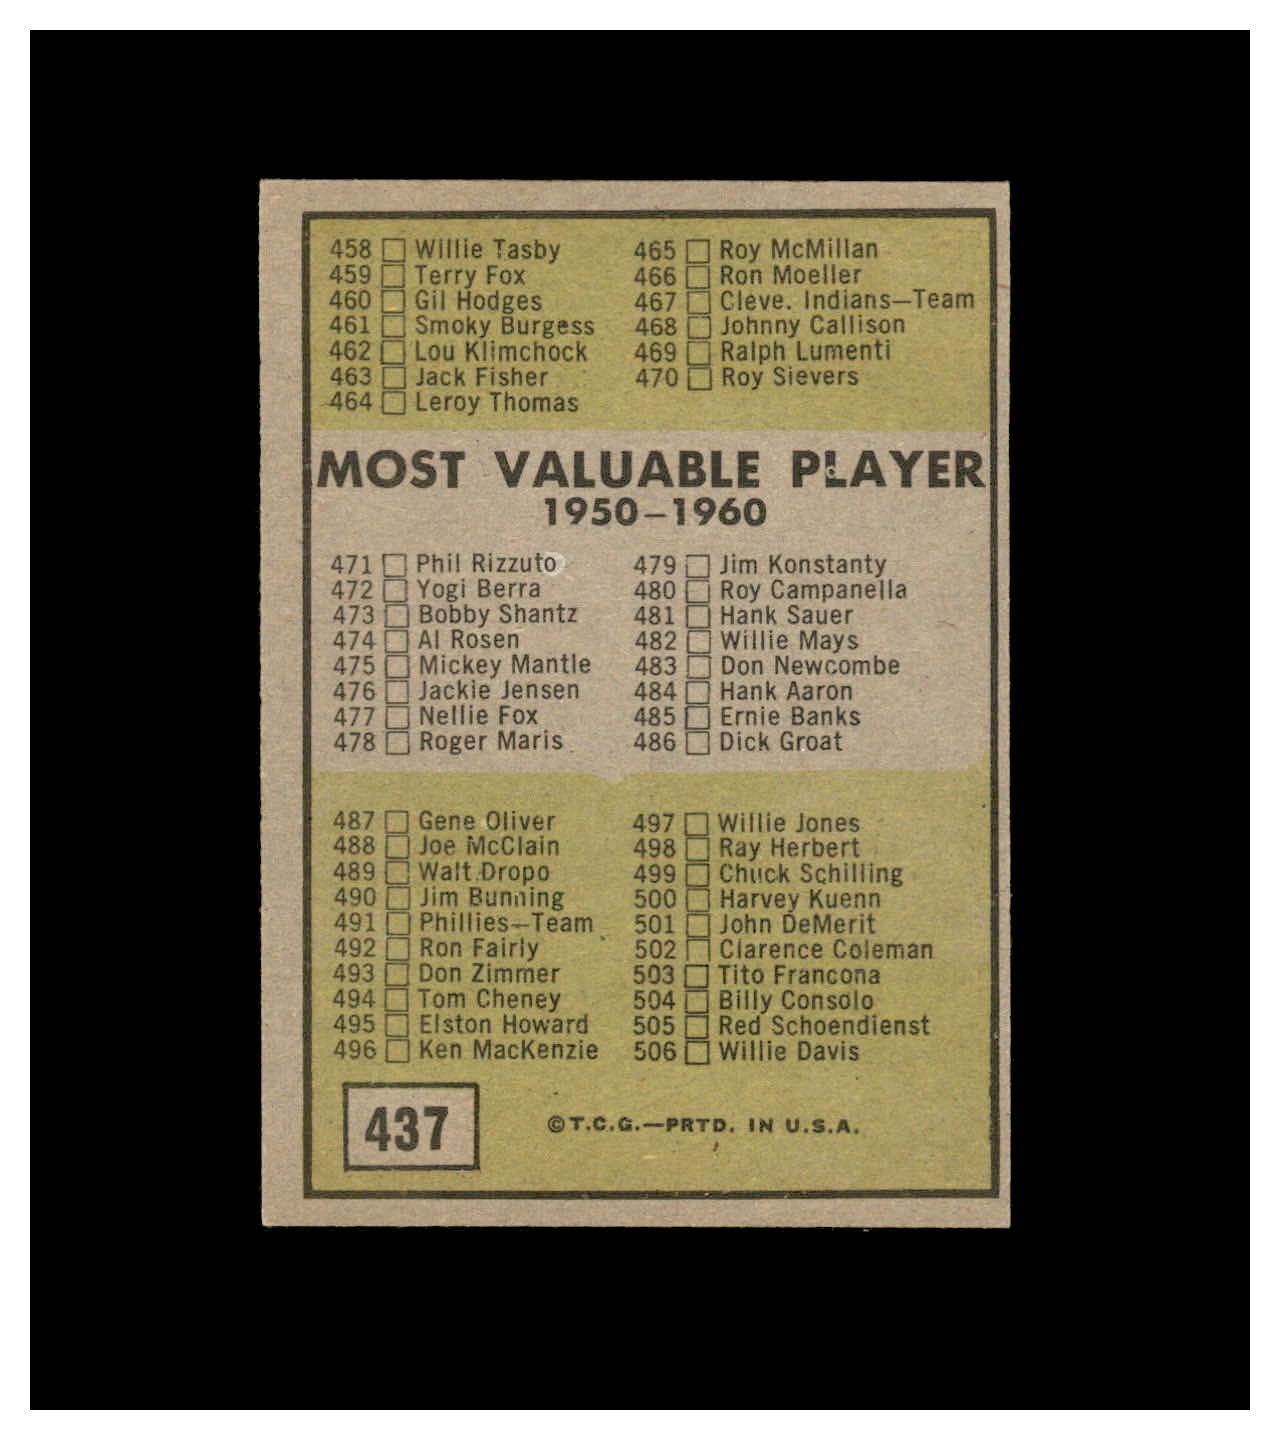 458 Willie Tasby
459 Terry Fox
460 Gil Hodges
461 Smoky Burgess
462 Lou Klimchock
463 Jack Fisher
464 Leroy Thomas
465 Roy McMillan
466 Ron Moeller
467 Cleve. Indians—Team
468 Johnny Callison
469 Ralph Lumenti
470 Roy Sievers
MOST VALUABLE PLAYER
1950–1960
471 Phil Rizzuto
472 Yogi Berra
473 Bobby Shantz
474 Al Rosen
475 Mickey Mantle
476 Jackie Jensen
477 Nellie Fox
478 Roger Maris
479 Jim Konstanty
480 Roy Campanella
481 Hank Sauer
482 Willie Mays
483 Don Newcombe
484 Hank Aaron
485 Ernie Banks
486 Dick Groat
487 Gene Oliver
488 Joe McClain
489 Walt Dropo
490 Jim Bunning
491 Phillies—Team
492 Ron Fairly
493 Don Zimmer
494 Tom Cheney
495 Elston Howard
496 Ken MacKenzie
497 Willie Jones
498 Ray Herbert
499 Chuck Schilling
500 Harvey Kuenn
501 John DeMerit
502 Clarence Coleman
503 Tito Francona
504 Billy Consolo
505 Red Schoendienst
506 Willie Davis
437
©T.C.G.—PRTD. IN U.S.A.